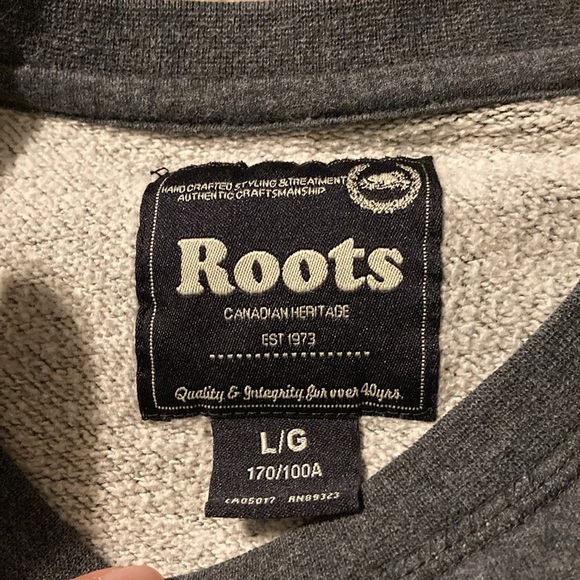 HAND CRAFTED STYLING & TREATMENT
AUTHENTIC CRAFTSMANSHIP
Roots
CANADIAN HERITAGE
EST 1973
Quality & Integrity for over 40yrs.
L/G
170/100A
CA05017 RN89323